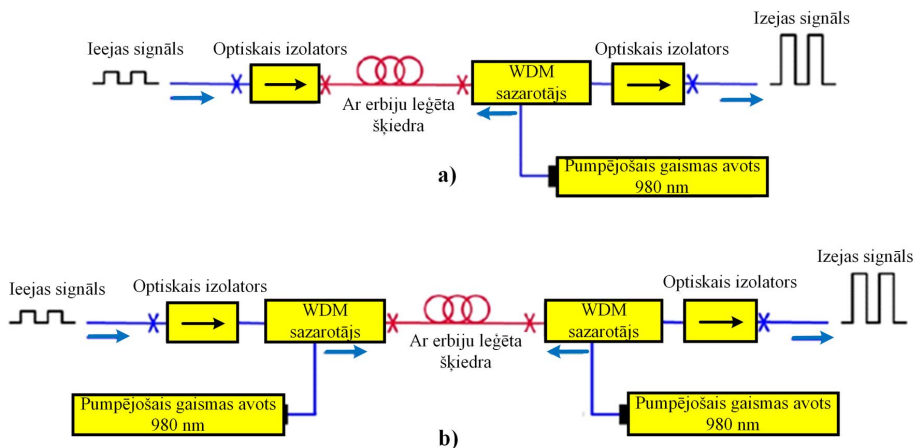 Ieejas signāls
Optiskais izolators
Ar erbiju leģēta
šķiedra
WDM
sazarotājs
Optiskais izolators
Izejas signāls
Pumpējošais gaismas avots
980 nm
a)
Ieejas signāls
Optiskais izolators
WDM
sazarotājs
Ar erbiju leģēta
šķiedra
WDM
sazarotājs
Optiskais izolators
Izejas signāls
Pumpējošais gaismas avots
980 nm
Pumpējošais gaismas avots
980 nm
b)